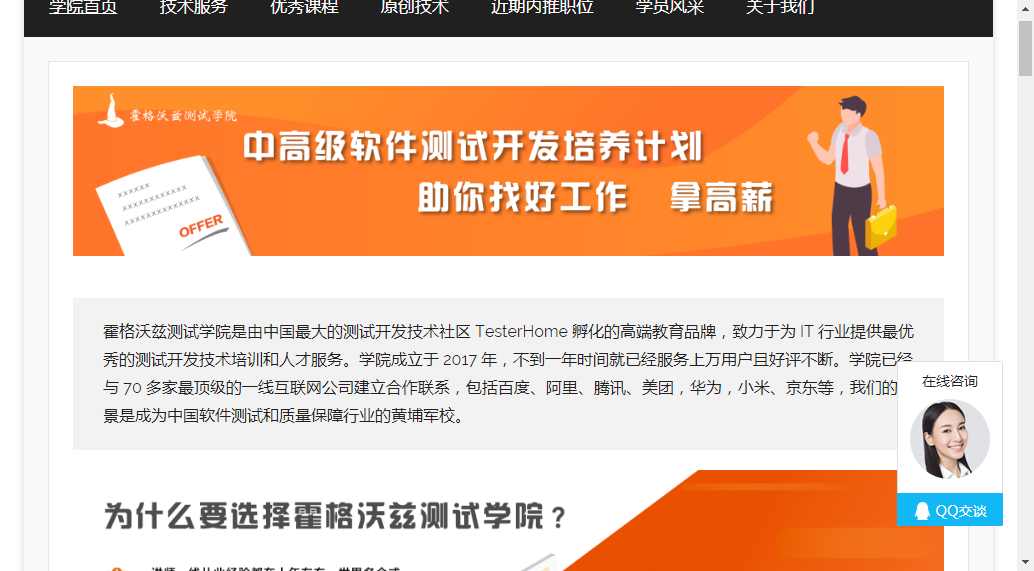 学院首页 技术服务 优秀课程 原创技术 近期内推职位 学员风采 关于我们
霍格沃兹测试学院
中高级软件测试开发培养计划
助你找好工作 拿高薪
XXXXXX
XXXXXXXXXXXX
XXXXXXXXXXXX
XXXXXXXXXXXXXX
OFFER
霍格沃兹测试学院是由中国最大的测试开发技术社区 TesterHome 孵化的高端教育品牌，致力于为 IT 行业提供最优
秀的测试开发技术培训和人才服务。学院成立于 2017 年，不到一年时间就已经服务上万用户且好评不断。学院已经
与 70 多家最顶级的一线互联网公司建立合作联系，包括百度、阿里、腾讯、美团，华为，小米、京东等，我们的
景是成为中国软件测试和质量保障行业的黄埔军校。
在线咨询
QQ交谈
为什么要选择霍格沃兹测试学院？